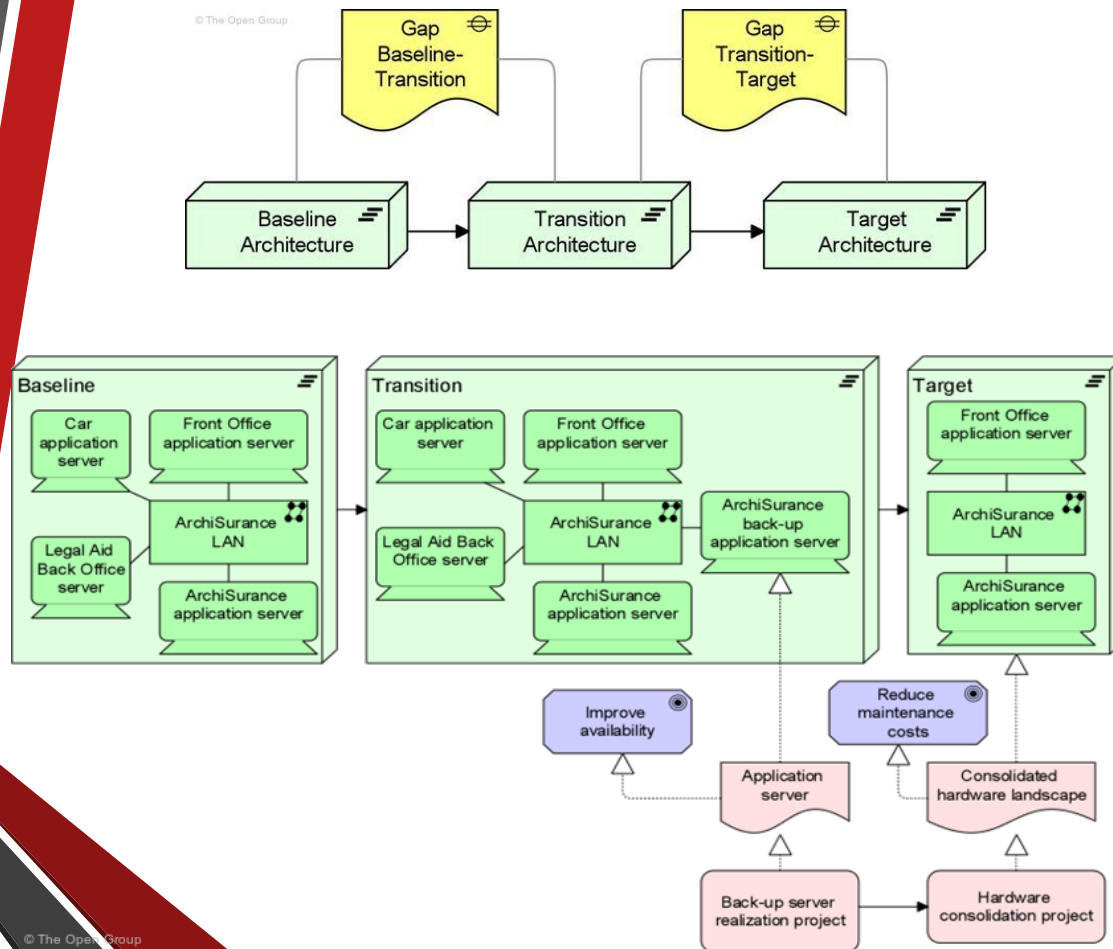 © The Open Group
Gap
Baseline-
Transition
Gap
Transition-
Target
Baseline
Architecture
Transition
Architecture
Target
Architecture
Baseline
Car
application
server
Front Office
application server
ArchiSurance
LAN
Legal Aid
Back Office
server
ArchiSurance
application server
Transition
Car application
server
Front Office
application server
ArchiSurance
LAN
ArchiSurance
back-up
application server
Legal Aid Back
Office server
ArchiSurance
application server
Target
Front Office
application server
ArchiSurance
LAN
ArchiSurance
application server
Improve
availability
Reduce
maintenance
costs
Application
server
Consolidated
hardware landscape
Back-up server
realization project
Hardware
consolidation project
© The Open Group